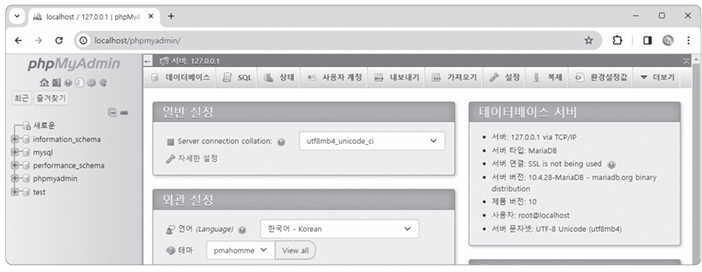 localhost / 127.0.0.1 | phpMyA
localhost/phpmyadmin/
phpMyAdmin
최근 즐겨찾기
새로운
information_schema
mysql
performance_schema
phpmyadmin
test
서버: 127.0.0.1
데이터베이스 SQL 상태 사용자 계정 내보내기 가져오기 설정 복제 환경설정값 더보기
일반 설정
Server connection collation: utf8mb4_unicode_ci
자세한 설정
외관 설정
언어 (Language) 한국어 - Korean
테마 pmahomme View all
데이터베이스 서버
서버: 127.0.0.1 via TCP/IP
서버 타입: MariaDB
서버 연결: SSL is not being used
서버 버전: 10.4.28-MariaDB - mariadb.org binary
distribution
제품 버전: 10
사용자: root@localhost
서버 문자셋: UTF-8 Unicode (utf8mb4)